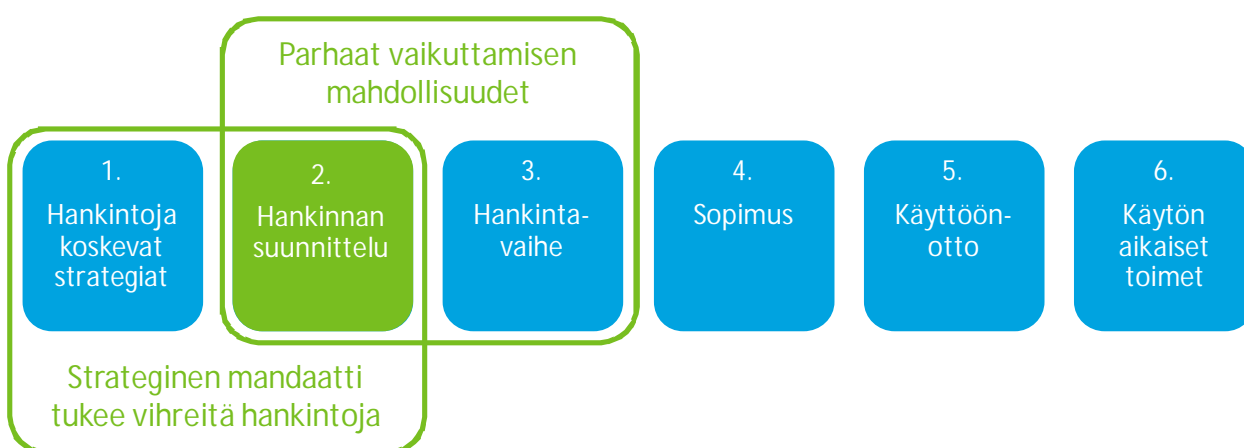 Parhaat vaikuttamisen
mahdollisuudet
1.
Hankintoja
koskevat
strategiat
2.
Hankinnan
suunnittelu
3.
Hankinta-
vaihe
4.
Sopimus
5.
Käyttöön-
otto
6.
Käytön
aikaiset
toimet
Strateginen mandaatti
tukee vihreitä hankintoja